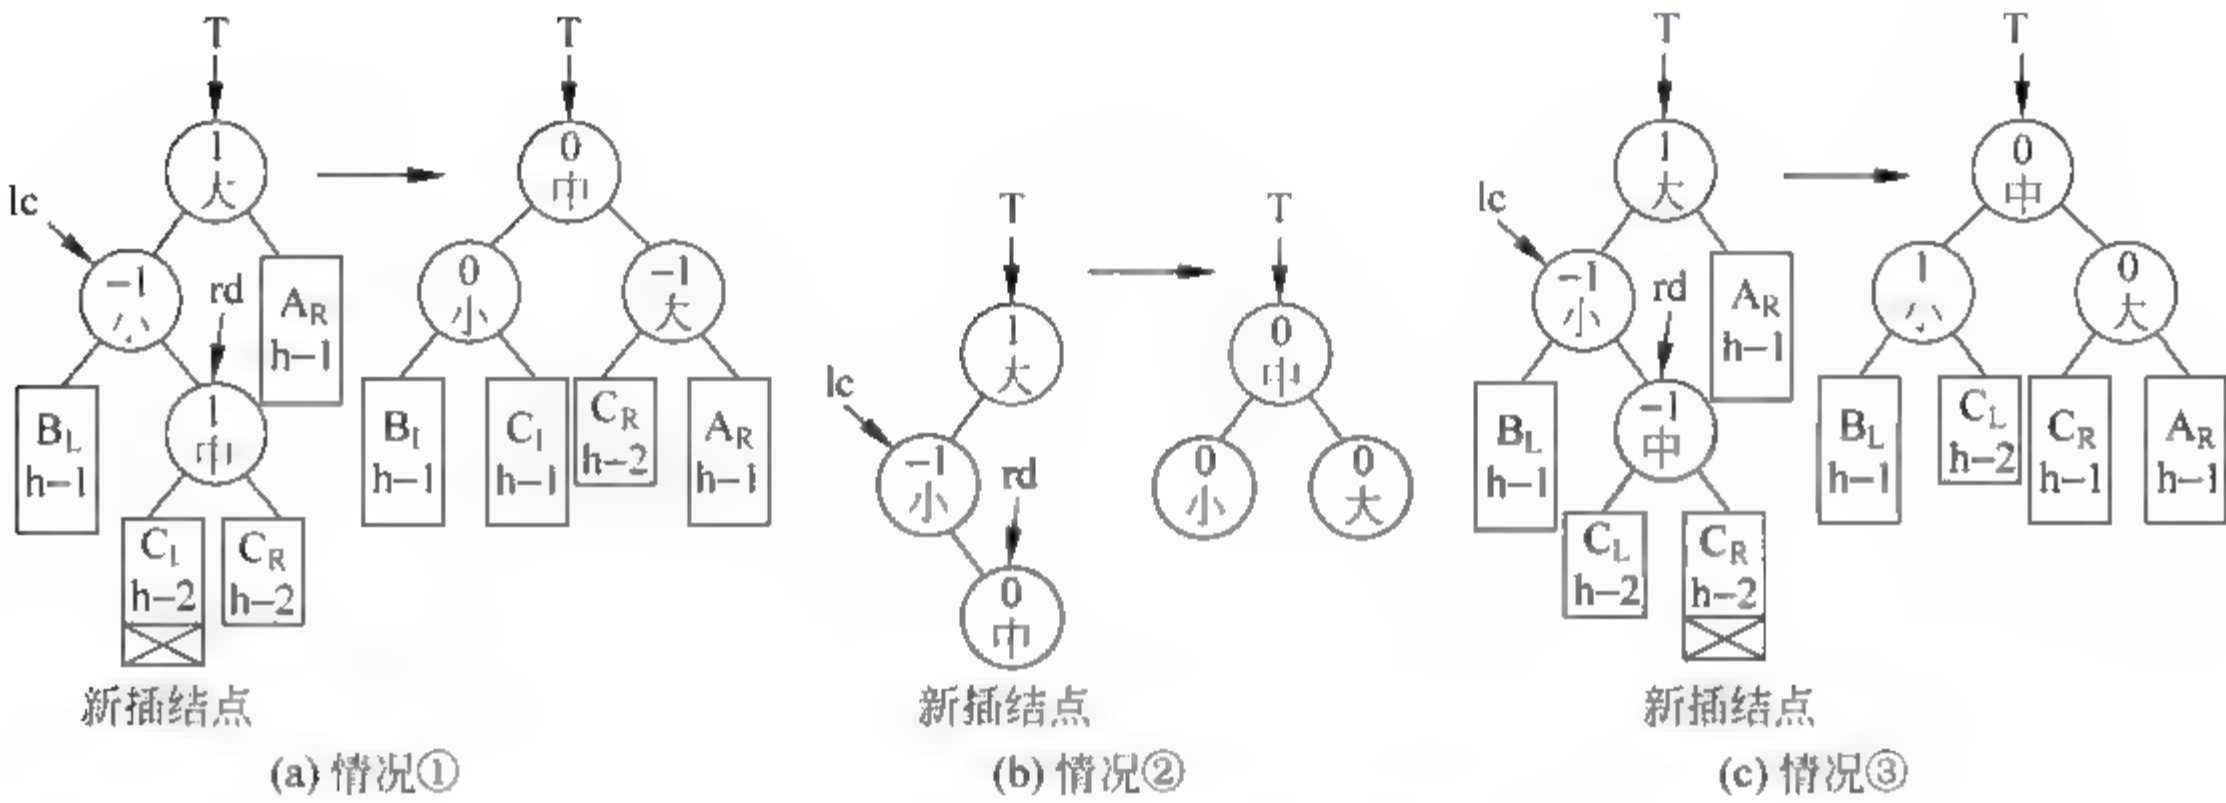 T
1
大
lc
-1
小
rd
A_R
h-1
B_L
h-1
1
中
C_L
h-2
C_R
h-2
新插结点
T
0
中
0
小
-1
大
B_L
h-1
C_L
h-1
C_R
h-2
A_R
h-1
(a) 情况①
T
1
大
lc
-1
小
rd
0
中
新插结点
T
0
中
0
小
0
大
(b) 情况②
T
1
大
lc
-1
小
rd
A_R
h-1
B_L
h-1
-1
中
C_L
h-2
C_R
h-2
新插结点
T
0
中
1
小
0
大
B_L
h-1
C_L
h-2
C_R
h-1
A_R
h-1
(c) 情况③